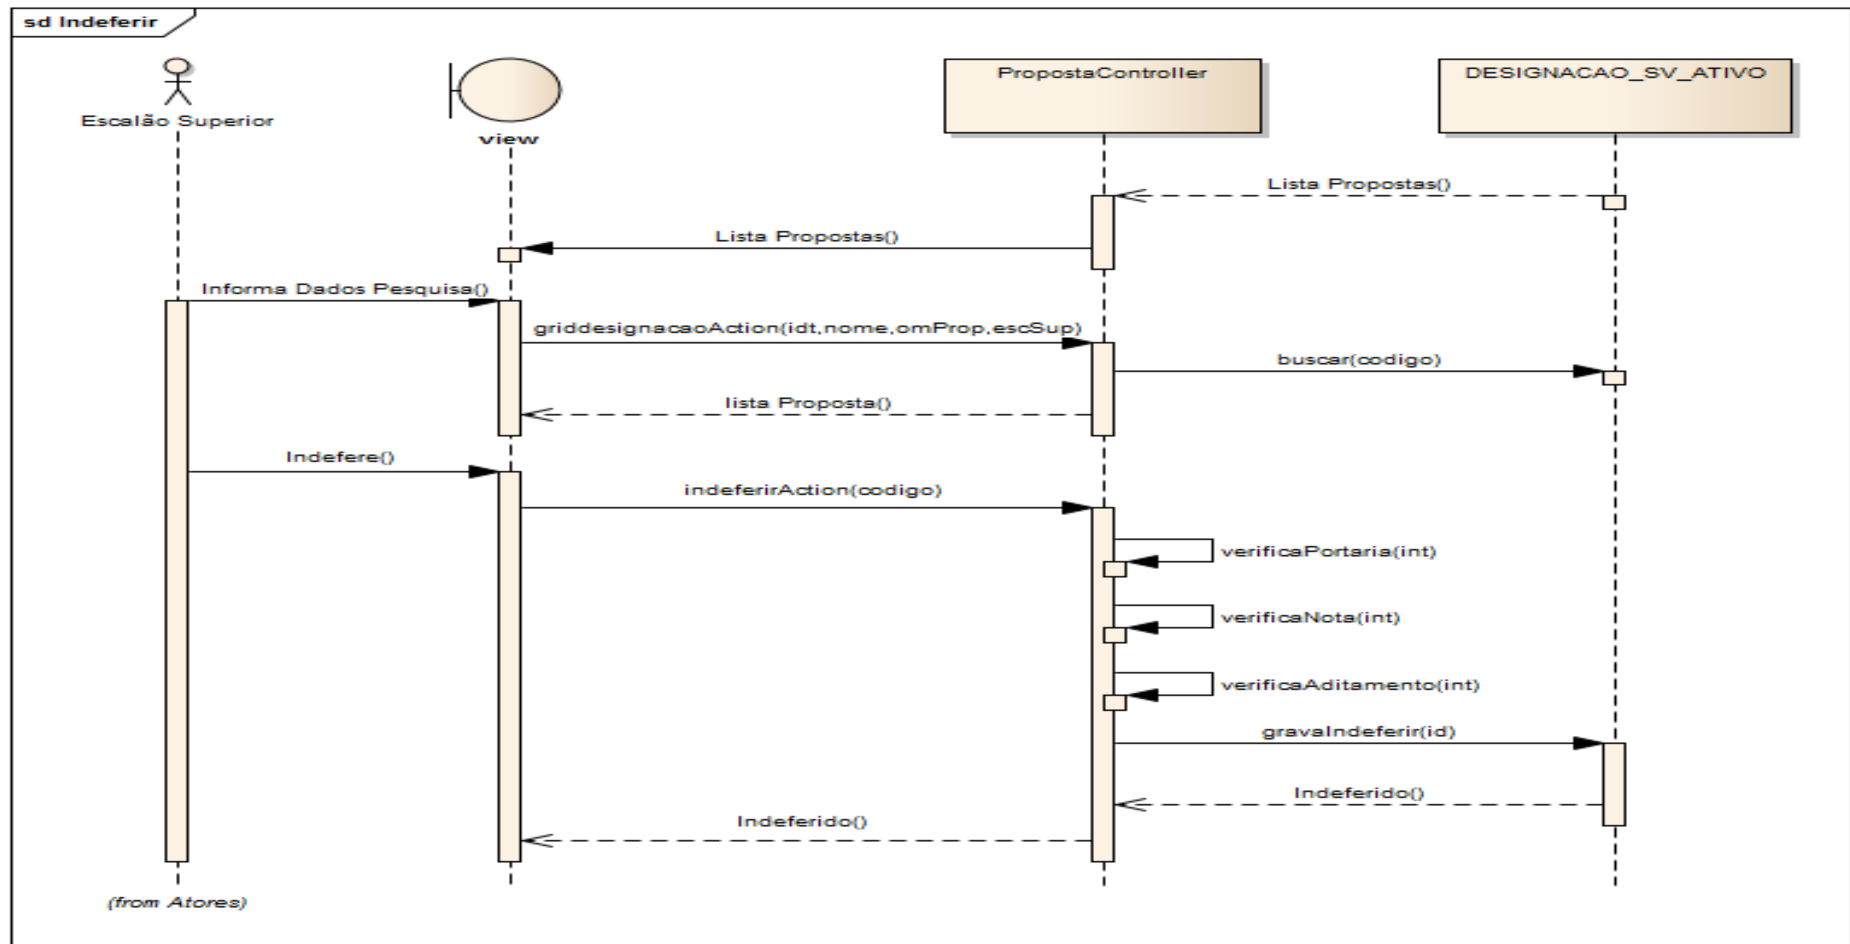 sd Indeferir
Escalão Superior
view
PropostaController
DESIGNACAO_SV_ATIVO
Lista Propostas()
Lista Propostas()
Informa Dados Pesquisa()
griddesignacaoAction(idt,nome,omProp,escSup)
buscar(codigo)
lista Proposta()
Indefere()
indeferirAction(codigo)
verificaPortaria(int)
verificaNota(int)
verificaAditamento(int)
gravaIndeferir(id)
Indeferido()
Indeferido()
(from Atores)